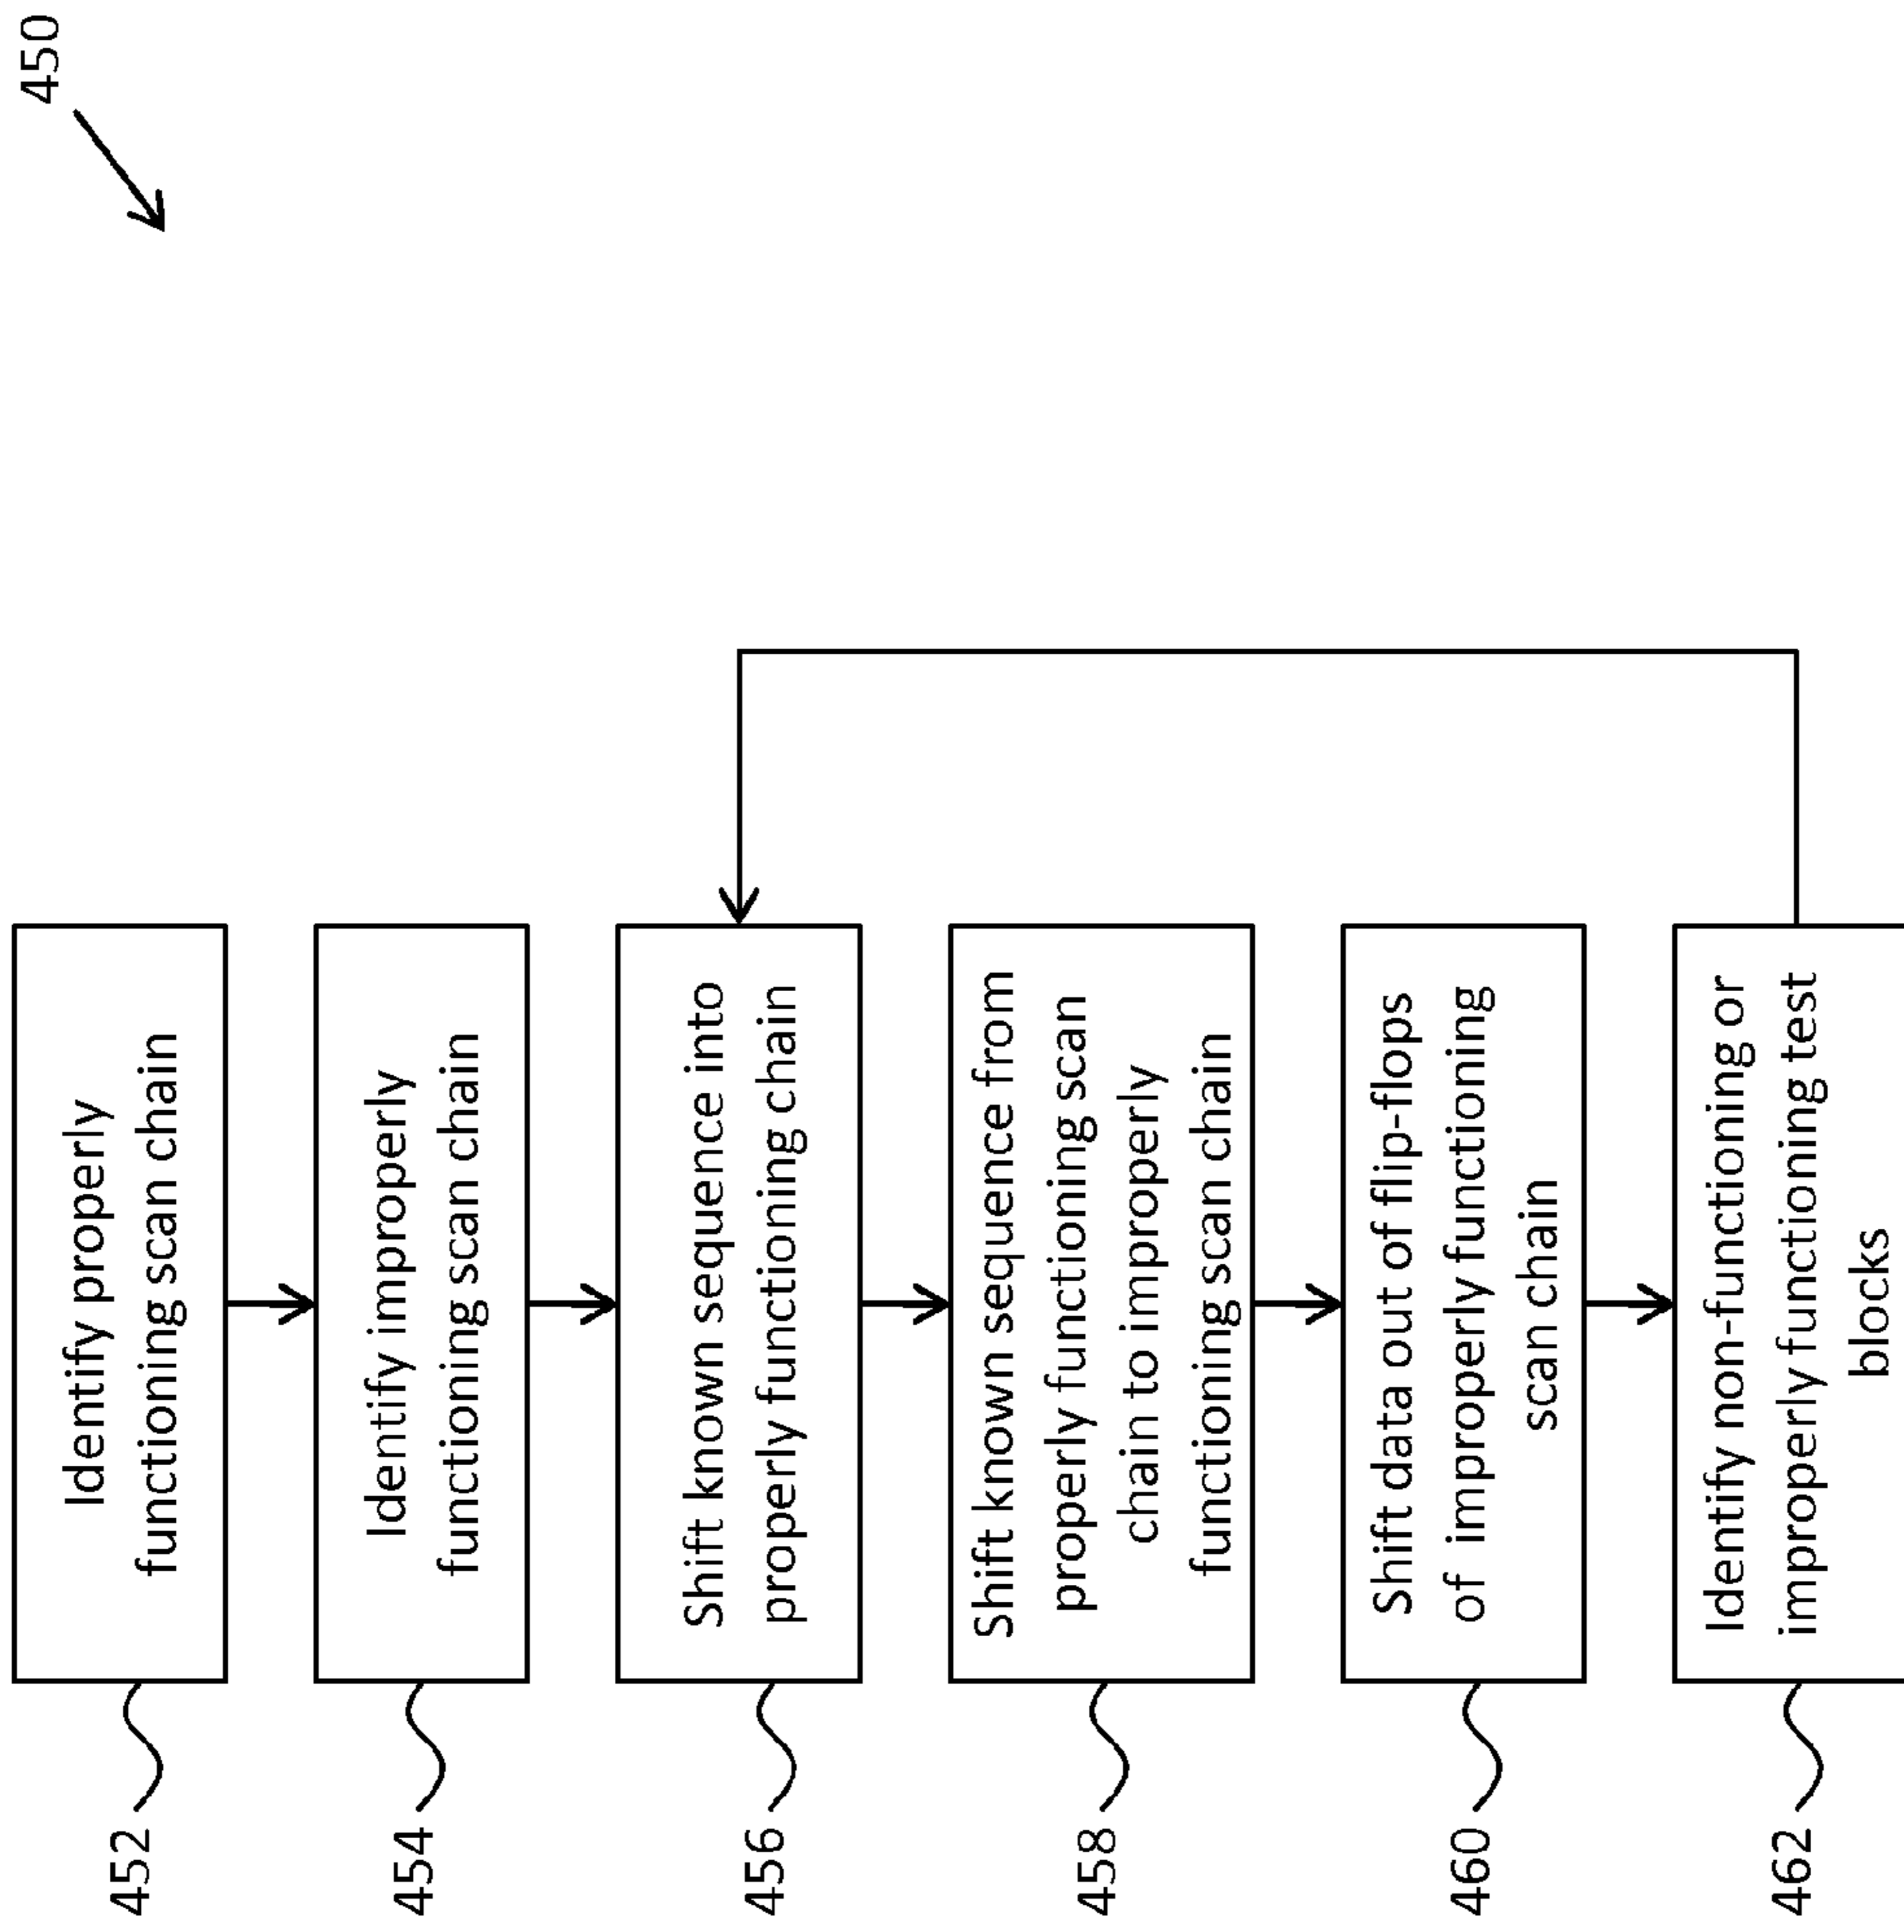 450
452
Identify properly
functioning scan chain
454
Identify improperly
functioning scan chain
456
Shift known sequence into
properly functioning chain
458
Shift known sequence from
properly functioning scan
chain to improperly
functioning scan chain
460
Shift data out of flip-flops
of improperly functioning
scan chain
462
Identify non-functioning or
improperly functioning test
blocks